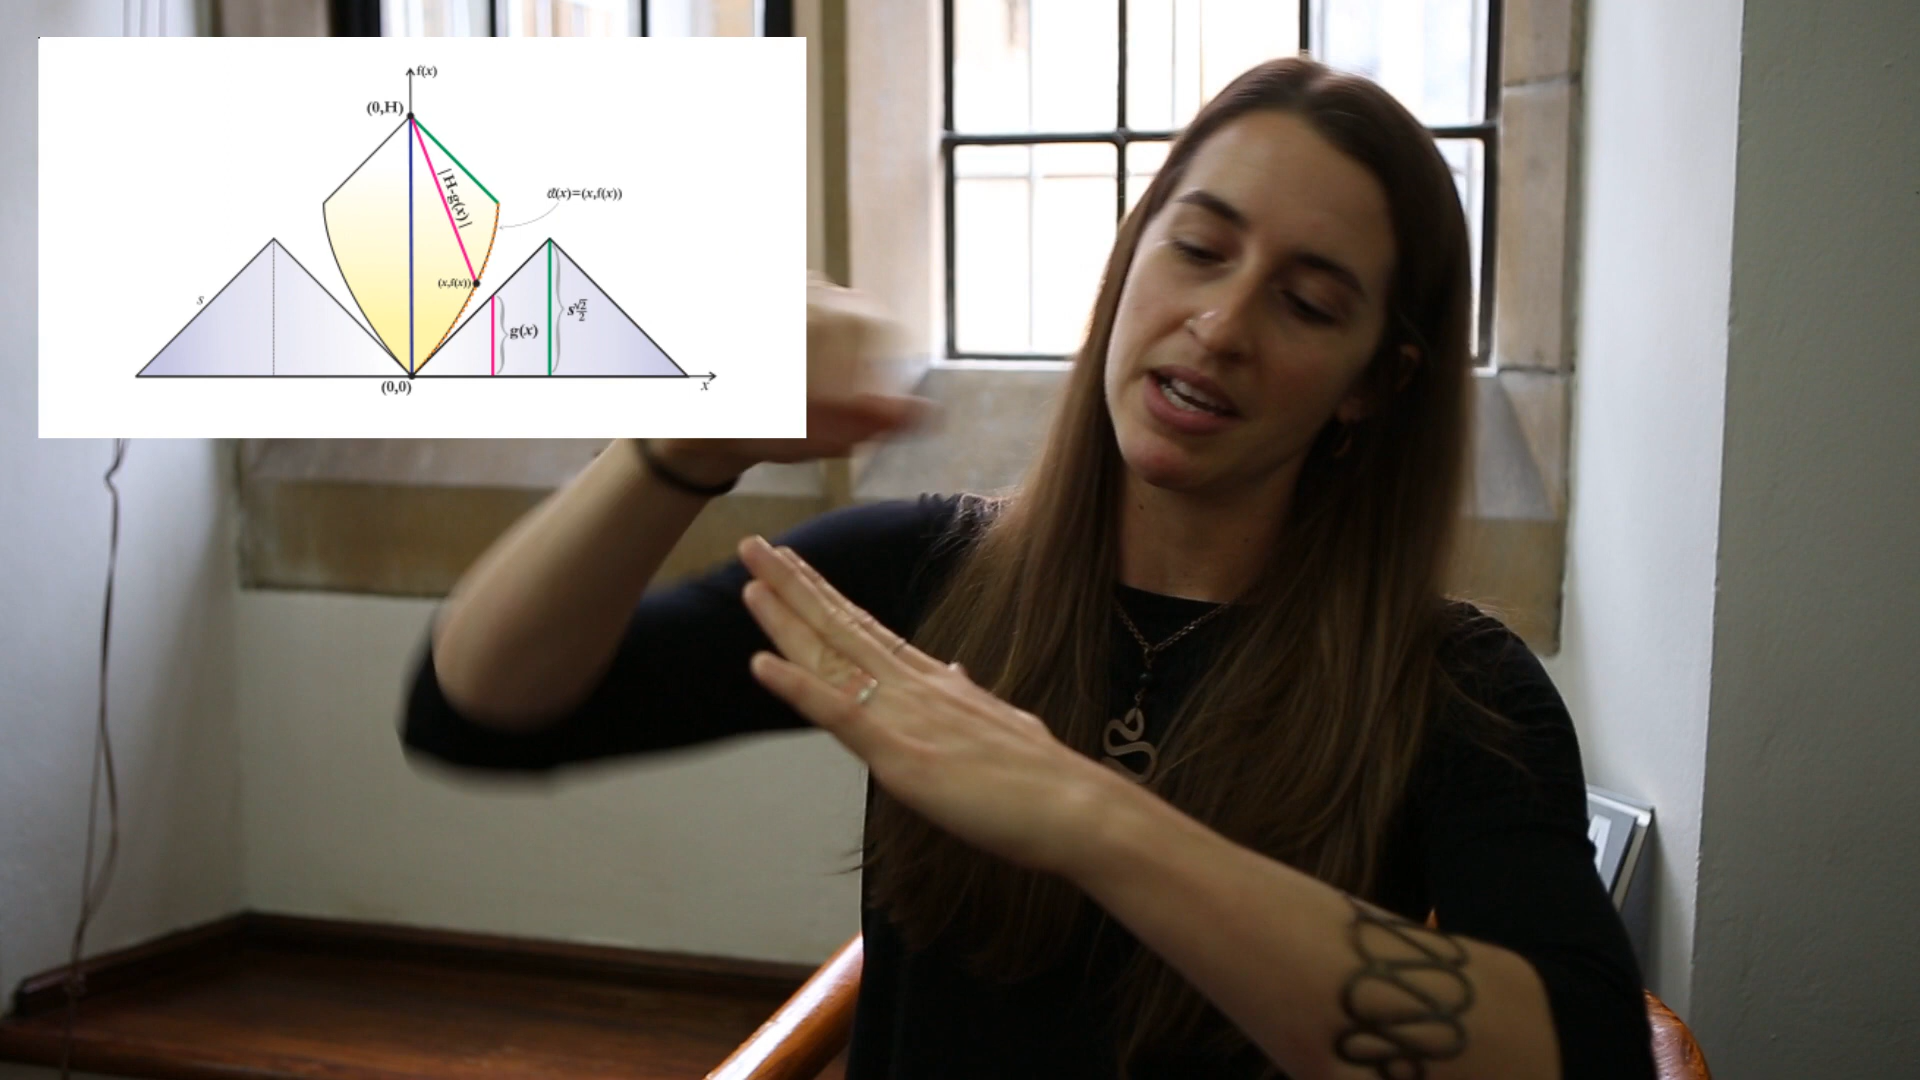 f(x)
(0,H)
|H-g(x)|
α(x)=(x,f(x))
(x,f(x))
s
g(x)
s√2/2
(0,0)
x